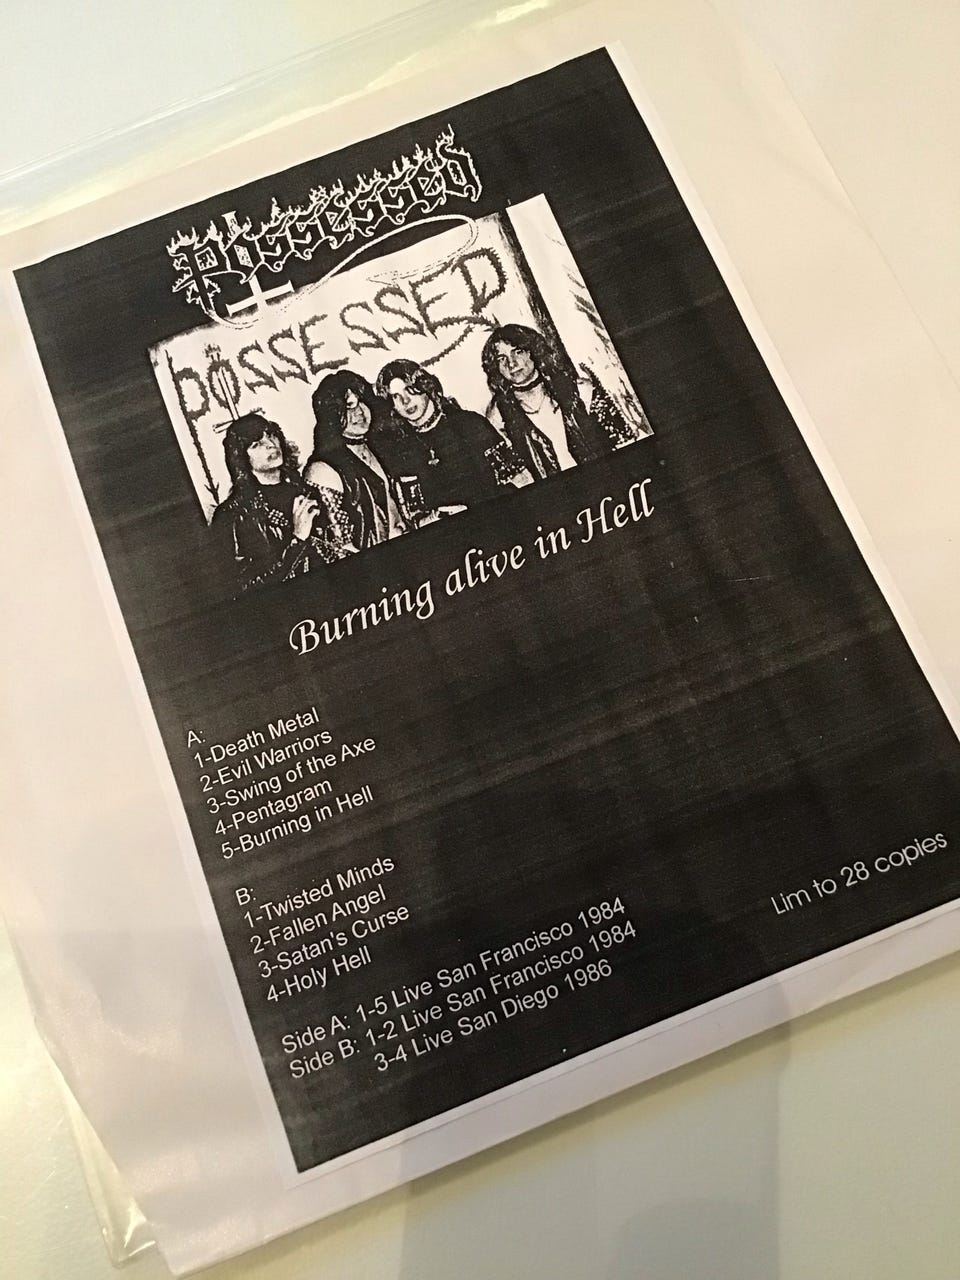 Possessed
POSSESSED
Burning alive in Hell
A:
1-Death Metal
2-Evil Warriors
3-Swing of the Axe
4-Pentagram
5-Burning in Hell
B:
1-Twisted Minds
2-Fallen Angel
3-Satan's Curse
4-Holy Hell
Side A: 1-5 Live San Francisco 1984
Side B: 1-2 Live San Francisco 1984
3-4 Live San Diego 1986
Lim to 28 copies